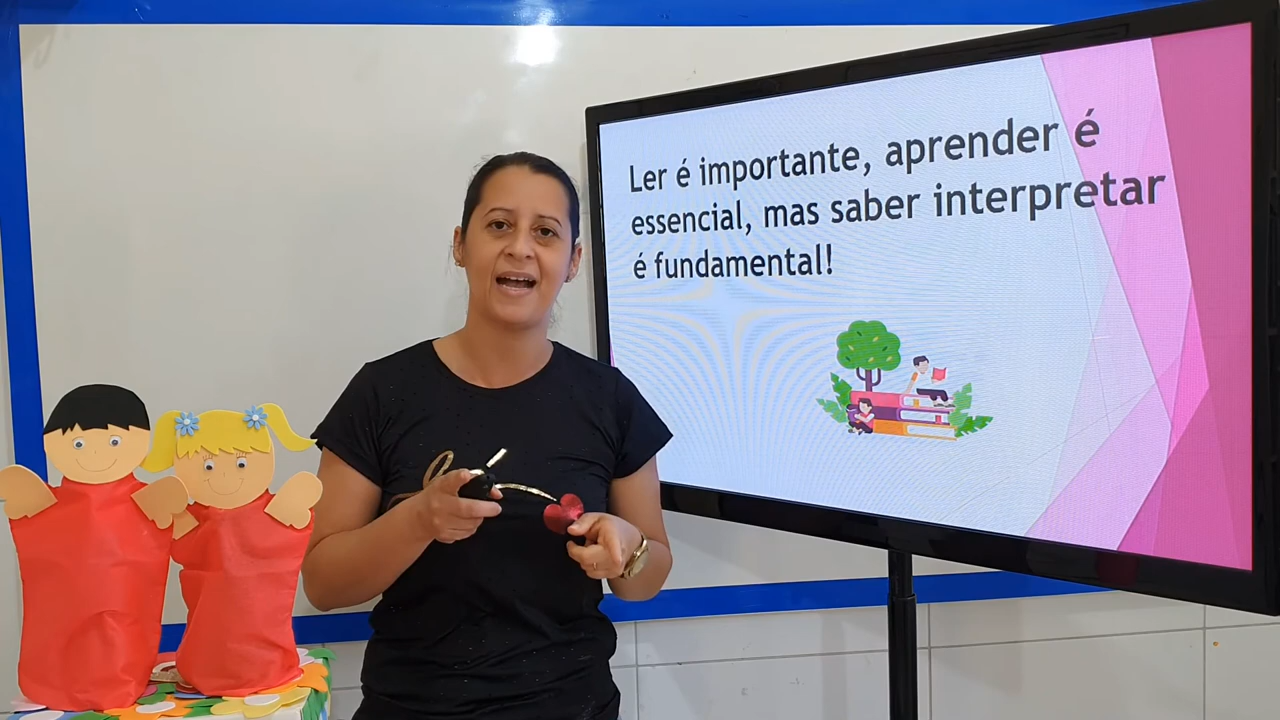 Ler é importante, aprender é
essencial, mas saber interpretar
é fundamental!